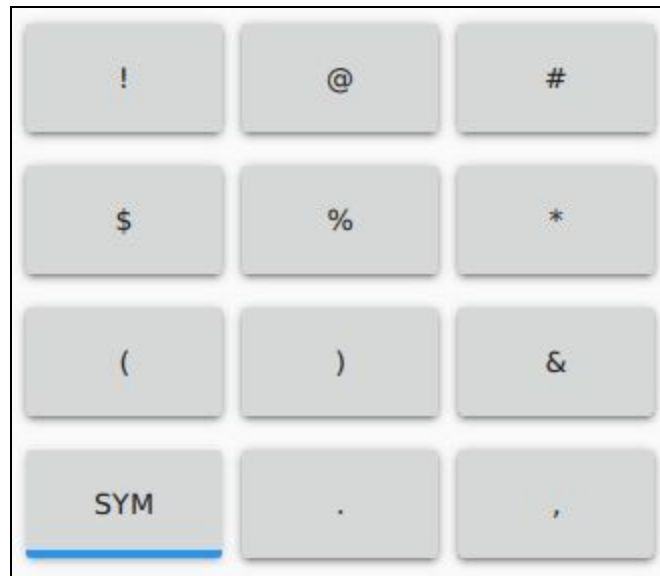 ! @ #
$ % *
( ) &
SYM . ,